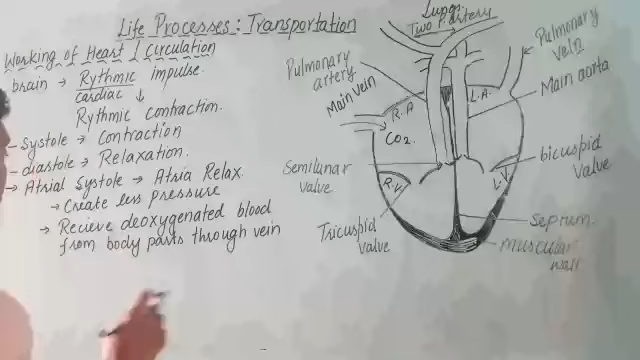 Life Processes: Transportation
Working of Heart / Circulation
brain → Rythmic impulse.
cardiac ↓
Rythmic Contraction.
- Systole → Contraction
- diastole → Relaxation.
→ Atrial Systole → Atria Relax.
→ Create less Pressure
→ Recieve deoxygenated blood
from body parts through vein
Lungs
Two P. artery
Pulmonary
artery
Main vein
R.A
CO2.
Semilunar
valve
R.V
Tricuspid
valve
Pulmonary
vein
Main aorta
L.A.
bicuspid
Valve
L.V
Septum.
muscular
wall